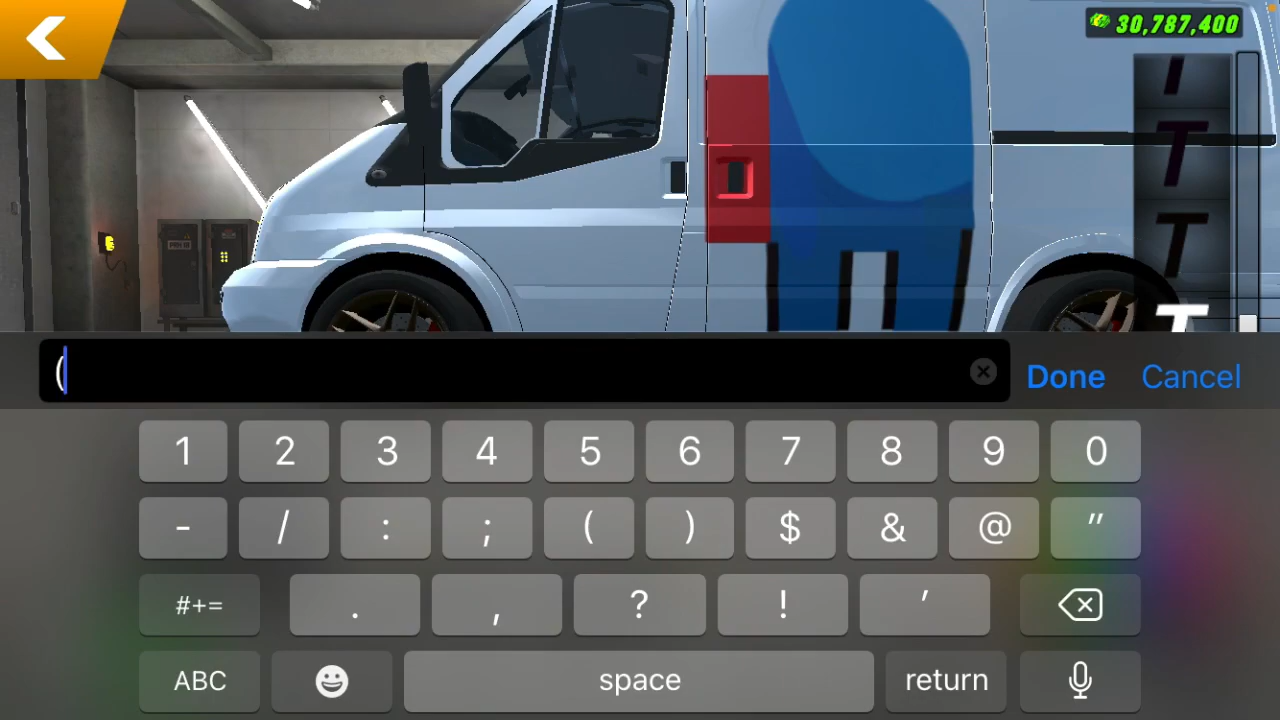 30,787,400
T
T
T
T
(
Done Cancel
1 2 3 4 5 6 7 8 9 0
- / : ; ( ) $ & @ "
#+= . , ? ! '
ABC space return